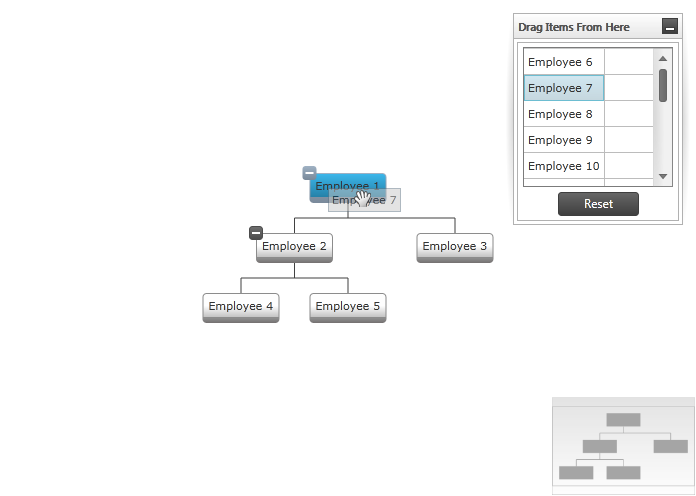 Drag Items From Here
Employee 6
Employee 7
Employee 8
Employee 9
Employee 10
Reset
Employee 1
Employee 7
Employee 2
Employee 3
Employee 4
Employee 5